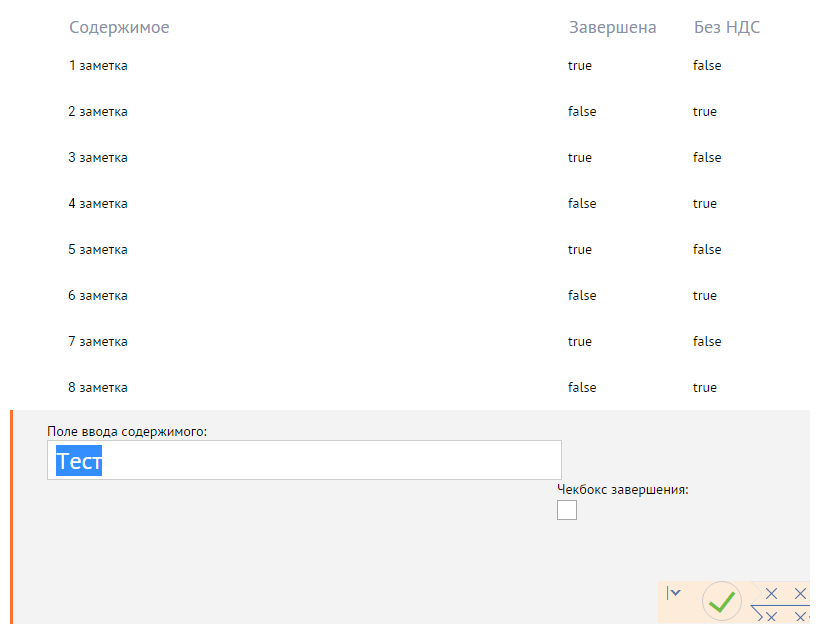 Содержимое Завершена Без НДС
1 заметка true false
2 заметка false true
3 заметка true false
4 заметка false true
5 заметка true false
6 заметка false true
7 заметка true false
8 заметка false true
Поле ввода содержимого:
Тест
Чекбокс завершения: